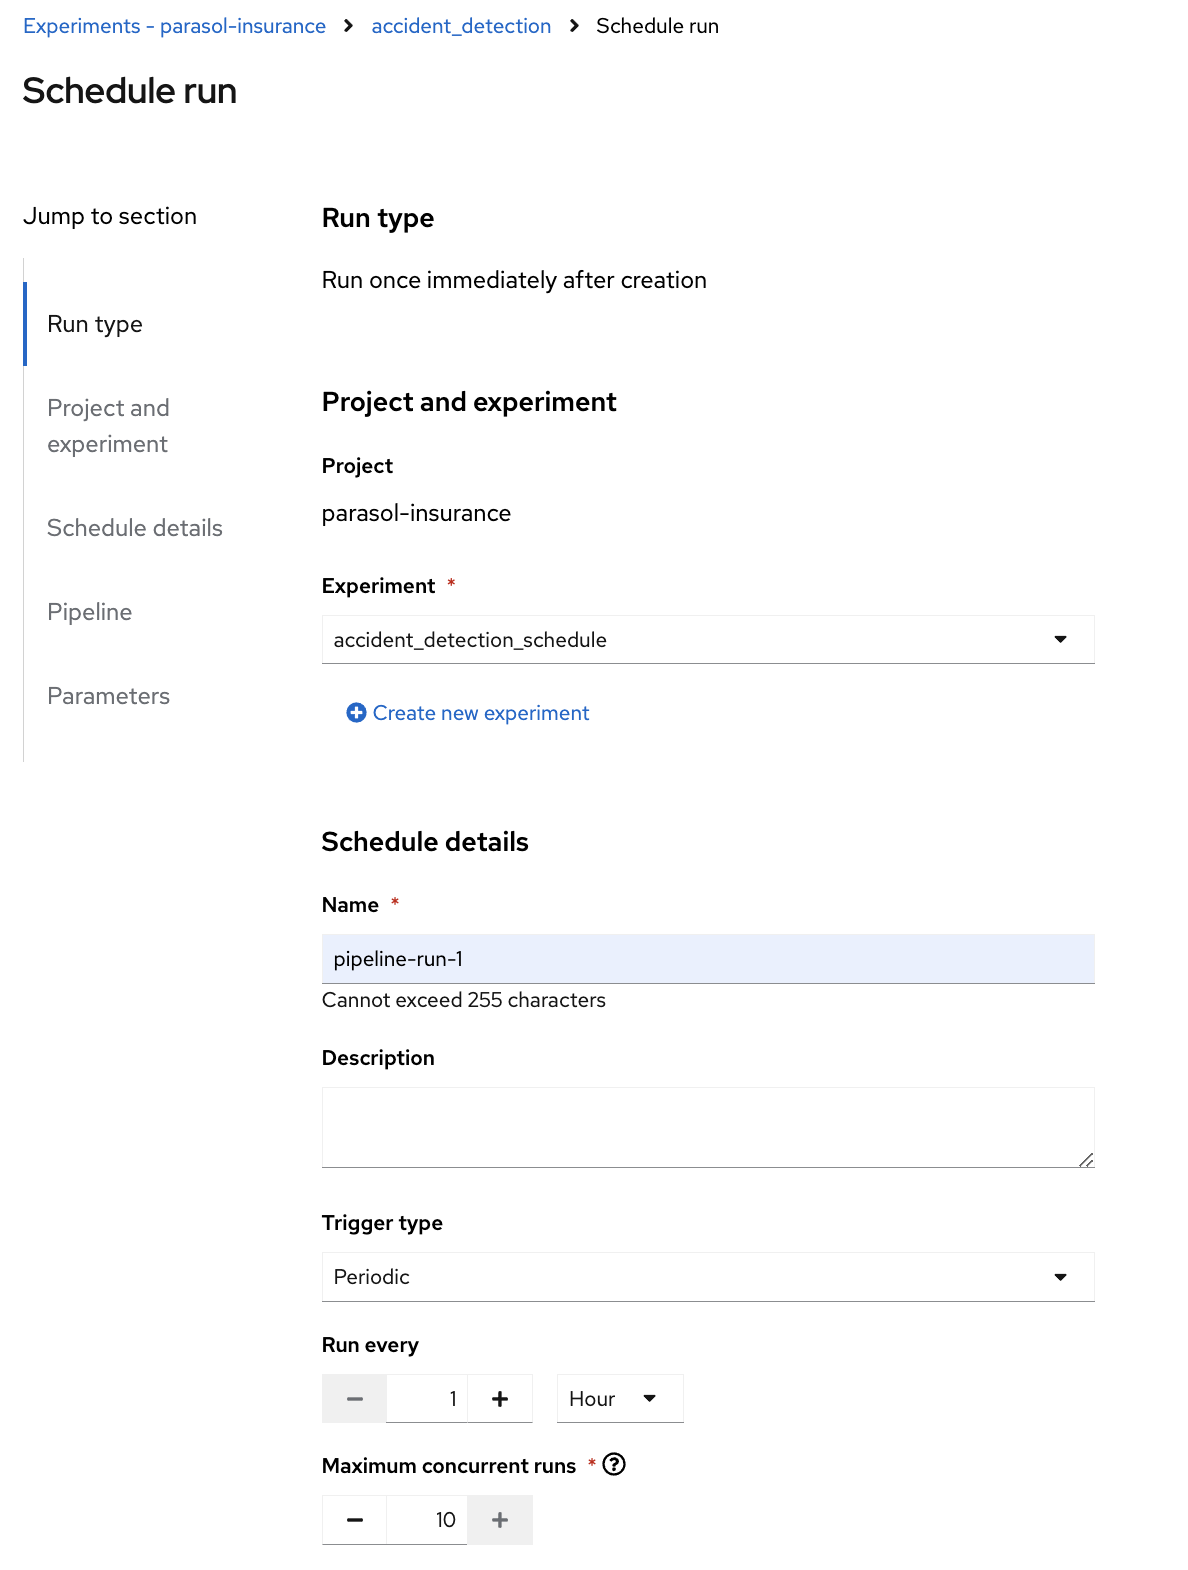 Experiments - parasol-insurance > accident_detection > Schedule run
Schedule run
Jump to section
Run type
Project and
experiment
Schedule details
Pipeline
Parameters
Run type
Run once immediately after creation
Project and experiment
Project
parasol-insurance
Experiment *
accident_detection_schedule
Create new experiment
Schedule details
Name *
pipeline-run-1
Cannot exceed 255 characters
Description
Trigger type
Periodic
Run every
1 Hour
Maximum concurrent runs *
10